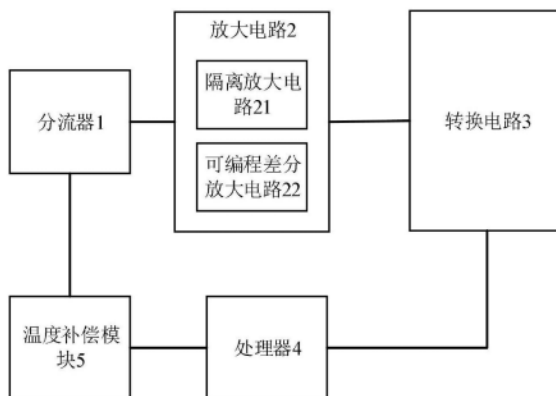 放大电路2
隔离放大电
路21
分流器1
转换电路3
可编程差分
放大电路22
温度补偿模
块5
处理器4